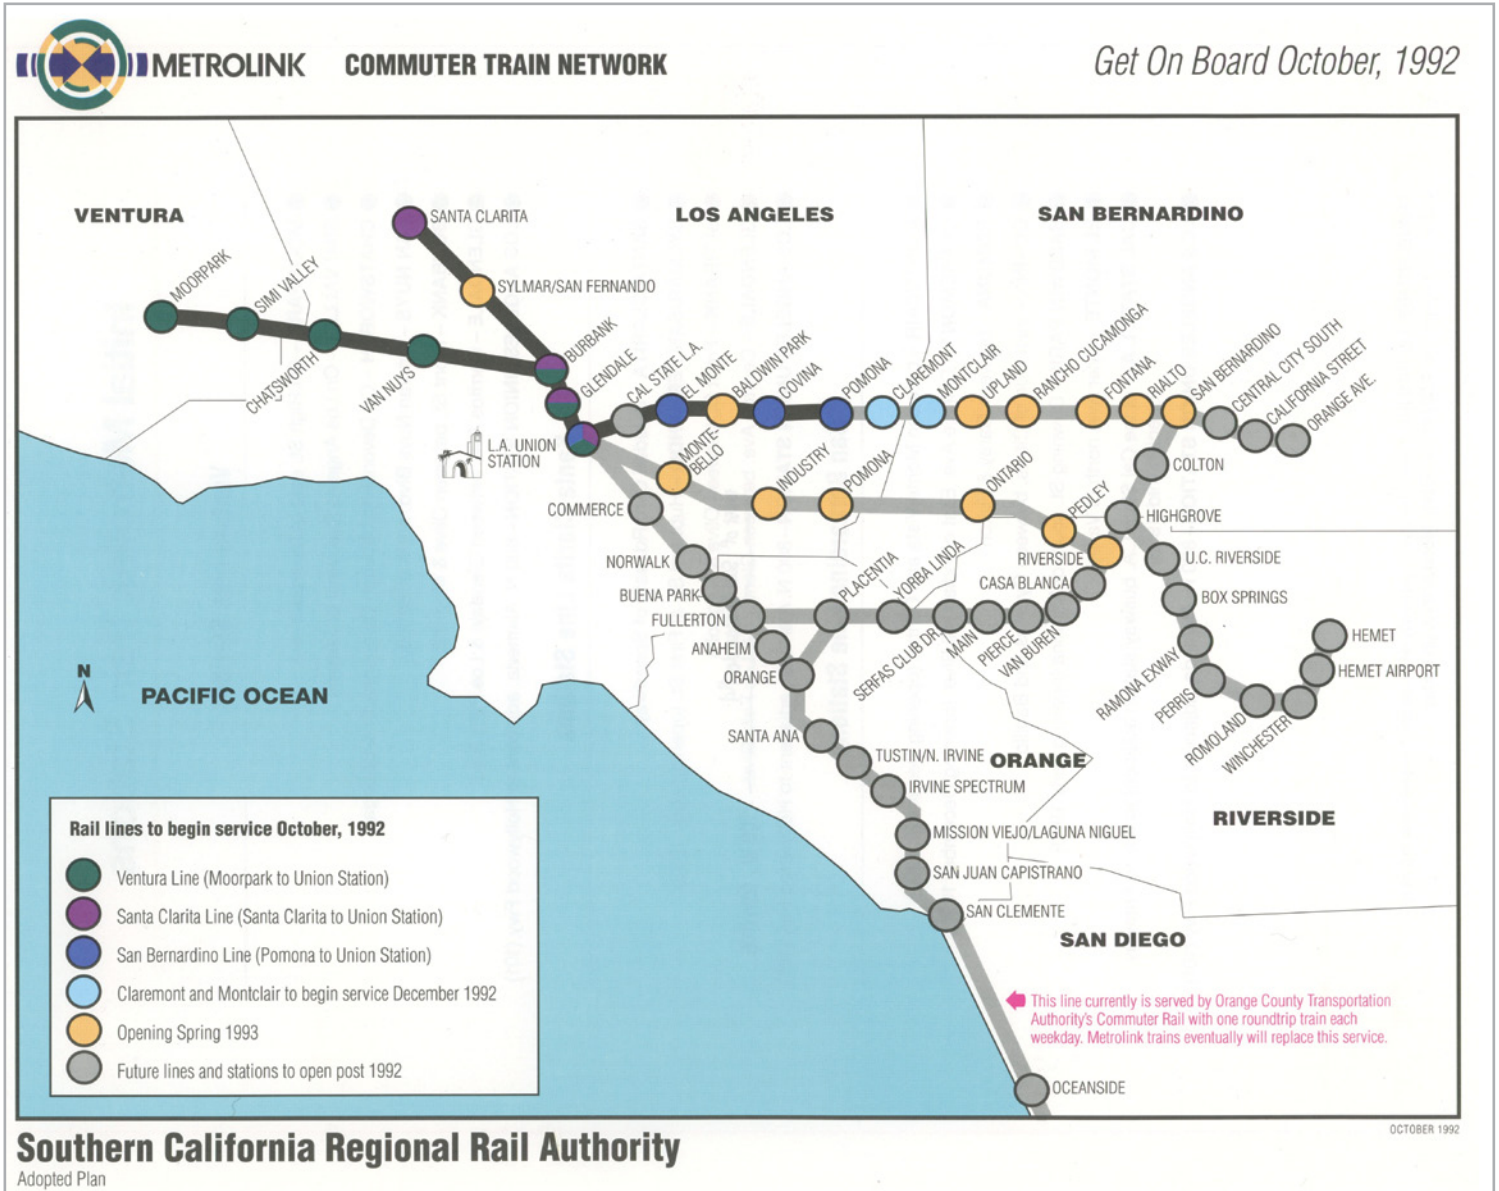 METROLINK COMMUTER TRAIN NETWORK
Get On Board October, 1992
VENTURA
LOS ANGELES
SAN BERNARDINO
SANTA CLARITA
SYLMAR/SAN FERNANDO
MOORPARK
SIMI VALLEY
CHATSWORTH
VAN NUYS
BURBANK
GLENDALE
L.A. UNION
STATION
CAL STATE L.A.
EL MONTE
BALDWIN PARK
COVINA
POMONA
CLAREMONT
MONTCLAIR
UPLAND
RANCHO CUCAMONGA
FONTANA
RIALTO
SAN BERNARDINO
CENTRAL CITY SOUTH
CALIFORNIA STREET
ORANGE AVE.
MONTE-
BELLO
INDUSTRY
POMONA
ONTARIO
PEDLEY
RIVERSIDE
COLTON
HIGHGROVE
COMMERCE
NORWALK
BUENA PARK
FULLERTON
ANAHEIM
ORANGE
PLACENTIA
YORBA LINDA
SERFAS CLUB DR.
MAIN
PIERCE
VAN BUREN
CASA BLANCA
U.C. RIVERSIDE
BOX SPRINGS
RAMONA EXWAY
PERRIS
ROMOLAND
WINCHESTER
HEMET AIRPORT
HEMET
SANTA ANA
TUSTIN/N. IRVINE
ORANGE
IRVINE SPECTRUM
MISSION VIEJO/LAGUNA NIGUEL
SAN JUAN CAPISTRANO
SAN CLEMENTE
RIVERSIDE
SAN DIEGO
This line currently is served by Orange County Transportation
Authority's Commuter Rail with one roundtrip train each
weekday. Metrolink trains eventually will replace this service.
OCEANSIDE
N
PACIFIC OCEAN
Rail lines to begin service October, 1992
Ventura Line (Moorpark to Union Station)
Santa Clarita Line (Santa Clarita to Union Station)
San Bernardino Line (Pomona to Union Station)
Claremont and Montclair to begin service December 1992
Opening Spring 1993
Future lines and stations to open post 1992
OCTOBER 1992
Southern California Regional Rail Authority
Adopted Plan